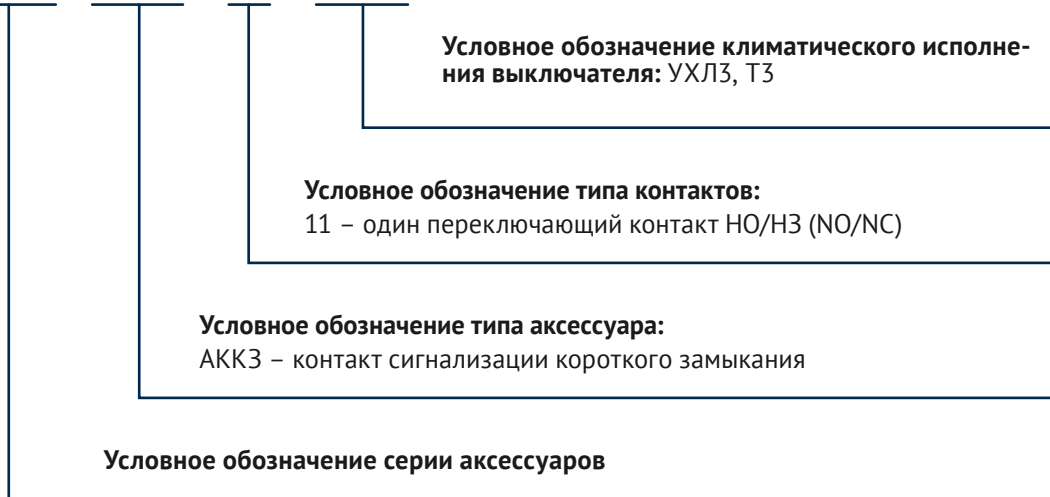 Условное обозначение климатического исполне-
ния выключателя: УХЛ3, Т3
Условное обозначение типа контактов:
11 – один переключающий контакт НО/НЗ (NO/NC)
Условное обозначение типа аксессуара:
АККЗ – контакт сигнализации короткого замыкания
Условное обозначение серии аксессуаров